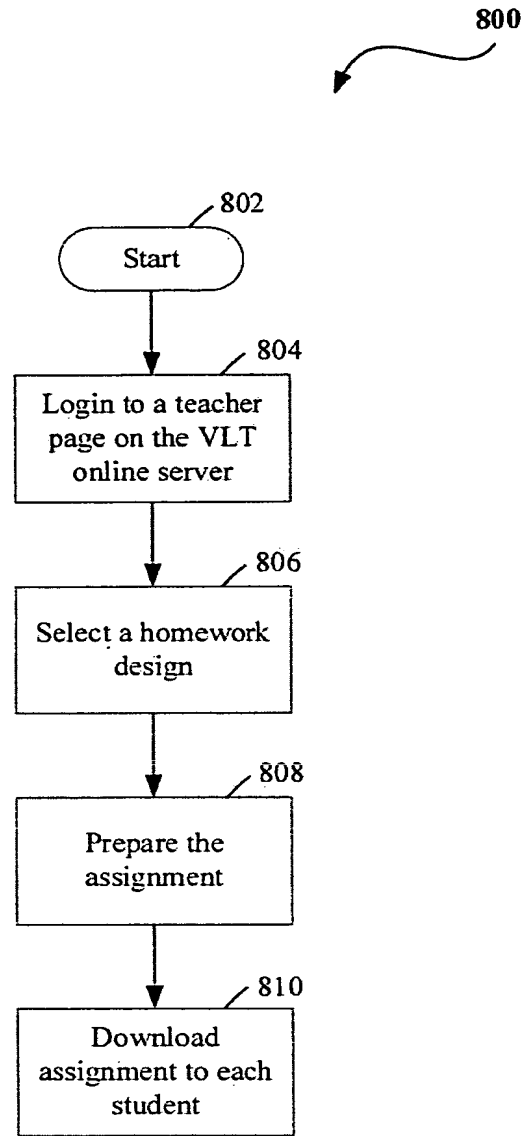 800
802
Start
804
Login to a teacher
page on the VLT
online server
806
Select a homework
design
808
Prepare the
assignment
810
Download
assignment to each
student